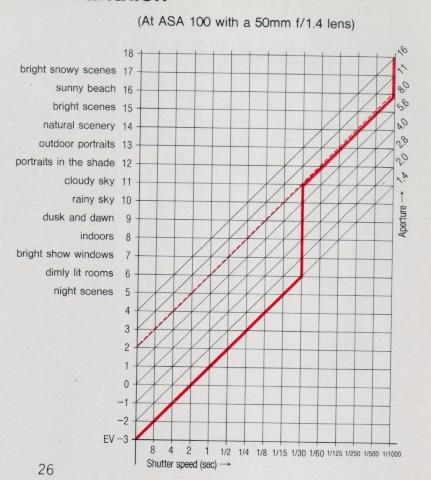 (At ASA 100 with a 50mm f/1.4 lens)
18
bright snowy scenes 17
sunny beach 16
bright scenes 15
natural scenery 14
outdoor portraits 13
portraits in the shade 12
cloudy sky 11
rainy sky 10
dusk and dawn 9
indoors 8
bright show windows 7
dimly lit rooms 6
night scenes 5
4
3
2
1
0
−1
−2
EV −3
16
11
8.0
5.6
4.0
2.8
2.0
1.4
Aperture →
8 4 2 1 1/2 1/4 1/8 1/15 1/30 1/60 1/125 1/250 1/500 1/1000
Shutter speed (sec) →
26